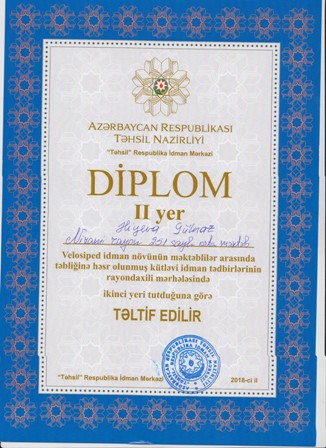 AZƏRBAYCAN RESPUBLİKASI
TƏHSİL NAZİRLİYİ
"Təhsil" Respublika İdman Mərkəzi
DİPLOM
II yer
Əliyeva Gülnaz
Nizami rayonu 251 saylı orta məktəb
Velosiped idman növünün məktəblilər arasında
təbliğinə həsr olunmuş kütləvi idman tədbirlərinin
rayondaxili mərhələsində
ikinci yeri tutduğuna görə
TƏLTİF EDİLİR
"Təhsil" Respublika İdman Mərkəzi
2018-ci il